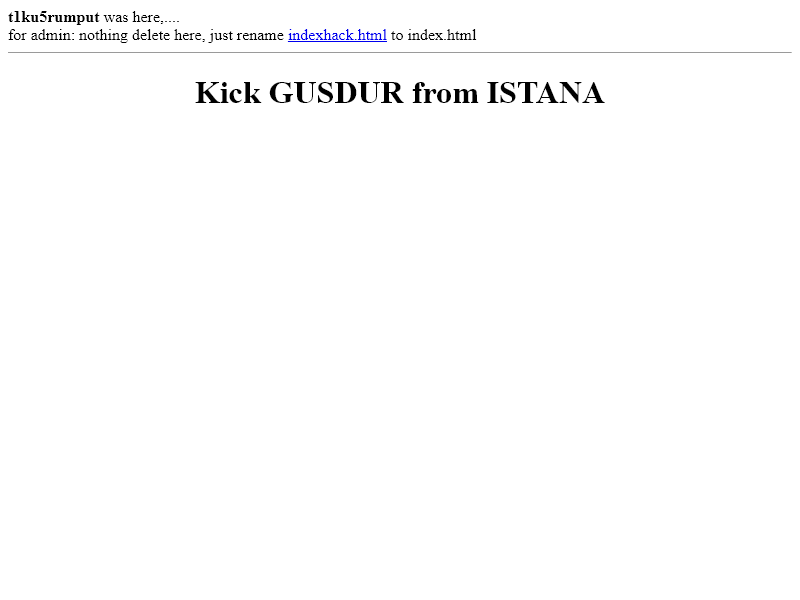 t1ku5rumput was here,....
for admin: nothing delete here, just rename indexhack.html to index.html
Kick GUSDUR from ISTANA